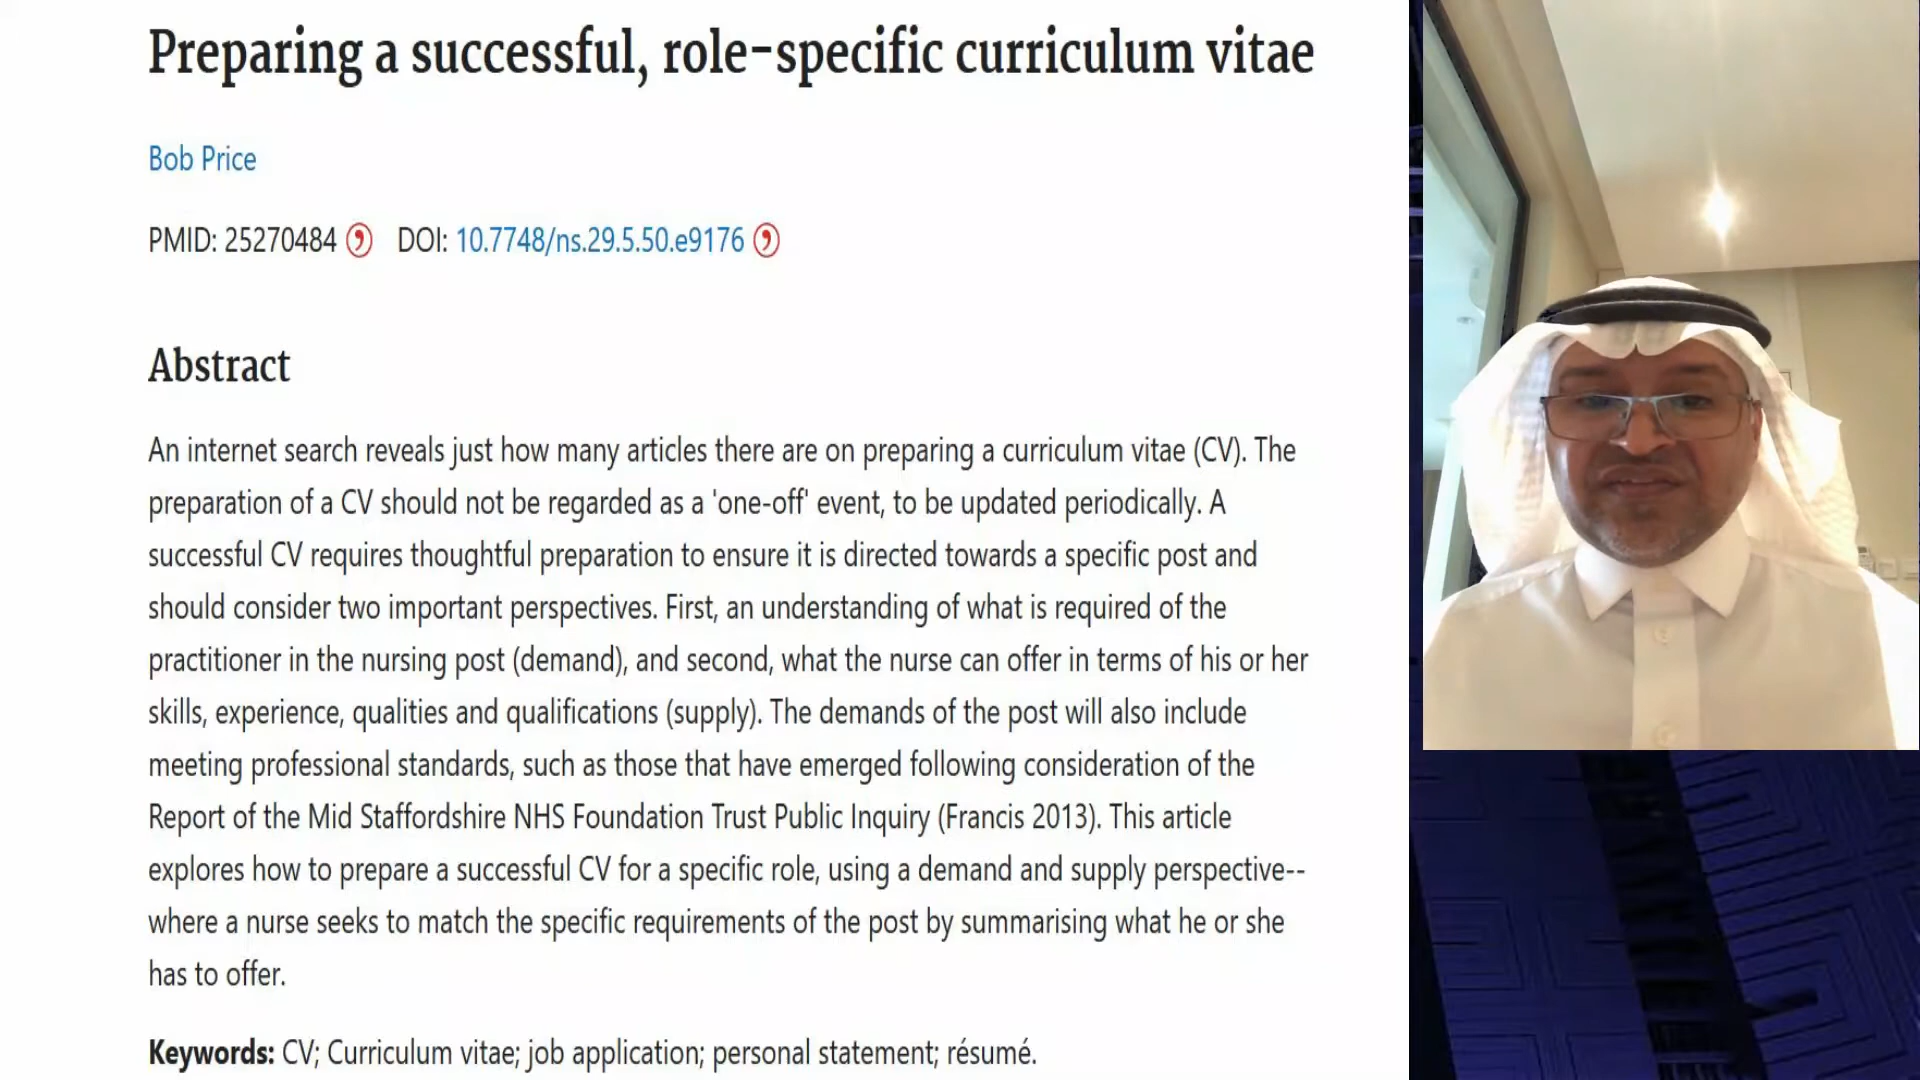 Preparing a successful, role-specific curriculum vitae
Bob Price
PMID: 25270484 DOI: 10.7748/ns.29.5.50.e9176
Abstract
An internet search reveals just how many articles there are on preparing a curriculum vitae (CV). The
preparation of a CV should not be regarded as a 'one-off' event, to be updated periodically. A
successful CV requires thoughtful preparation to ensure it is directed towards a specific post and
should consider two important perspectives. First, an understanding of what is required of the
practitioner in the nursing post (demand), and second, what the nurse can offer in terms of his or her
skills, experience, qualities and qualifications (supply). The demands of the post will also include
meeting professional standards, such as those that have emerged following consideration of the
Report of the Mid Staffordshire NHS Foundation Trust Public Inquiry (Francis 2013). This article
explores how to prepare a successful CV for a specific role, using a demand and supply perspective--
where a nurse seeks to match the specific requirements of the post by summarising what he or she
has to offer.
Keywords: CV; Curriculum vitae; job application; personal statement; résumé.